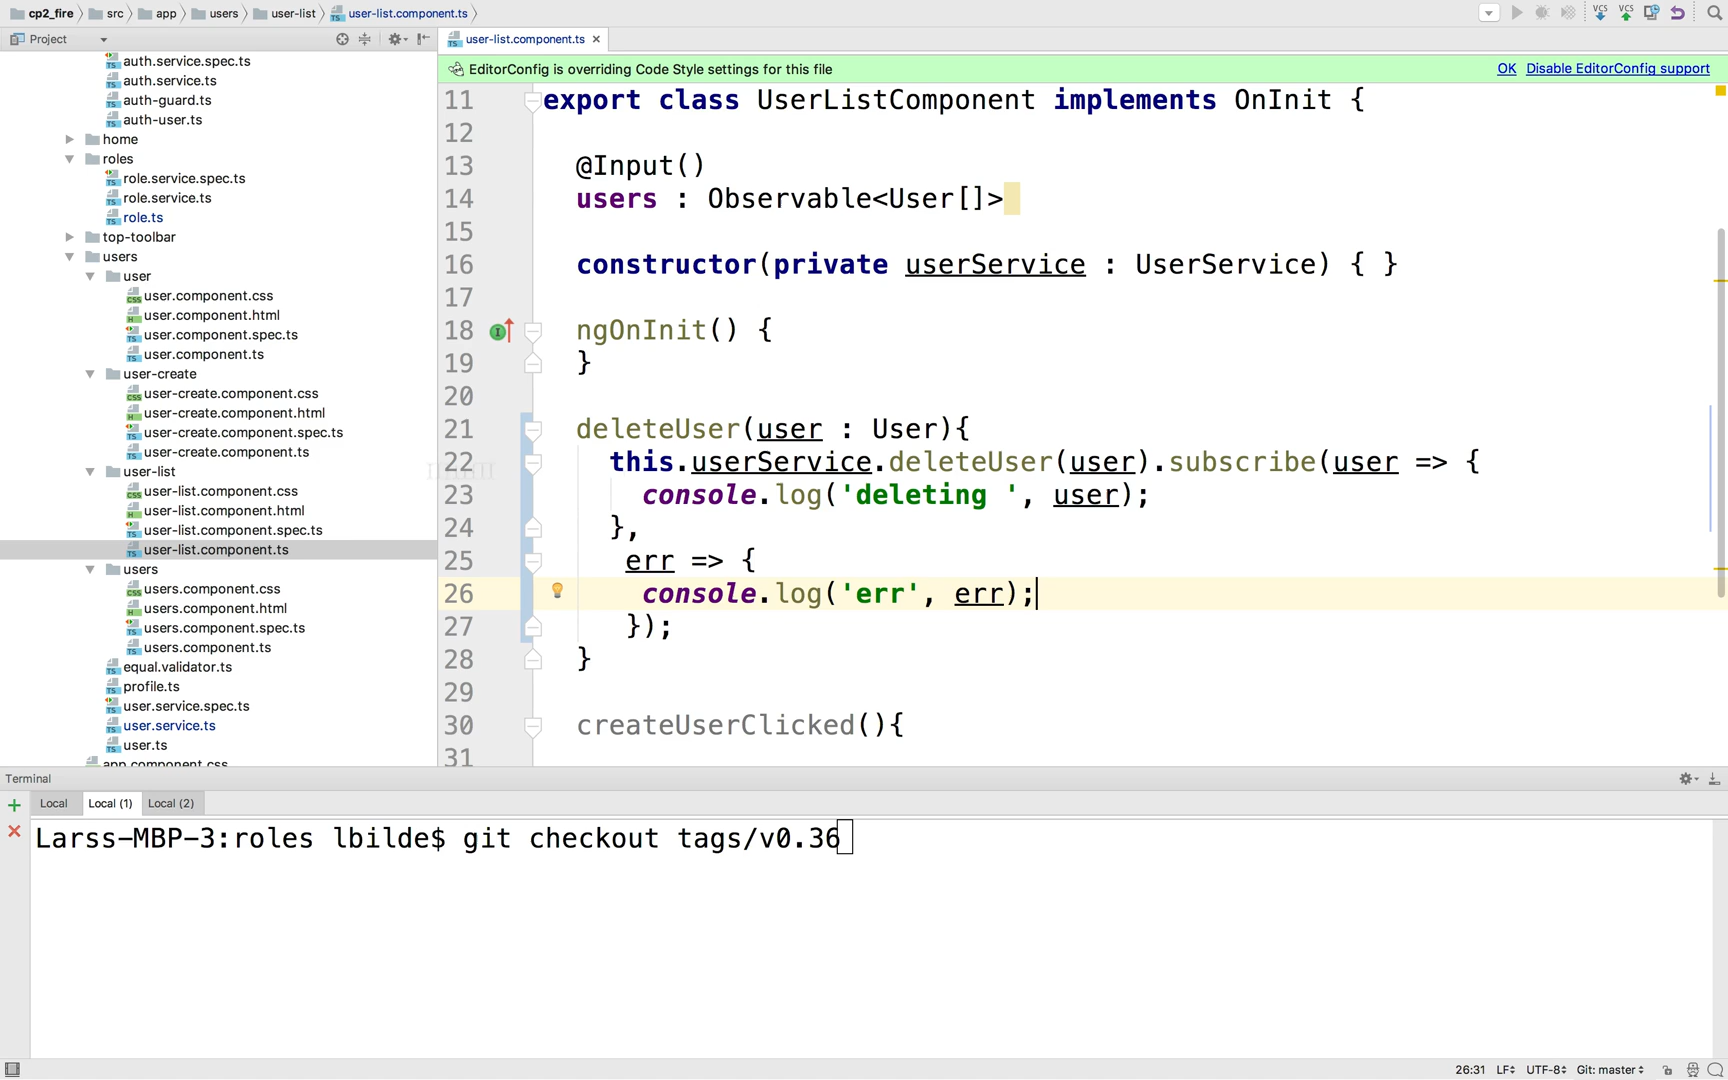 cp2_fire src app users user-list user-list.component.ts
Project
user-list.component.ts
EditorConfig is overriding Code Style settings for this file OK Disable EditorConfig support
auth.service.spec.ts
auth.service.ts
auth-guard.ts
auth-user.ts
home
roles
role.service.spec.ts
role.service.ts
role.ts
top-toolbar
users
user
user.component.css
user.component.html
user.component.spec.ts
user.component.ts
user-create
user-create.component.css
user-create.component.html
user-create.component.spec.ts
user-create.component.ts
user-list
user-list.component.css
user-list.component.html
user-list.component.spec.ts
user-list.component.ts
users
users.component.css
users.component.html
users.component.spec.ts
users.component.ts
equal.validator.ts
profile.ts
user.service.spec.ts
user.service.ts
user.ts
app.component.css
11 export class UserListComponent implements OnInit {
12
13 @Input()
14 users : Observable<User[]>
15
16 constructor(private userService : UserService) { }
17
18 ngOnInit() {
19 }
20
21 deleteUser(user : User){
22 this.userService.deleteUser(user).subscribe(user => {
23 console.log('deleting ', user);
24 },
25 err => {
26 console.log('err', err);
27 });
28 }
29
30 createUserClicked(){
31
Terminal
Local Local (1) Local (2)
Larss-MBP-3:roles lbilde$ git checkout tags/v0.36
26:31 LF UTF-8 Git: master